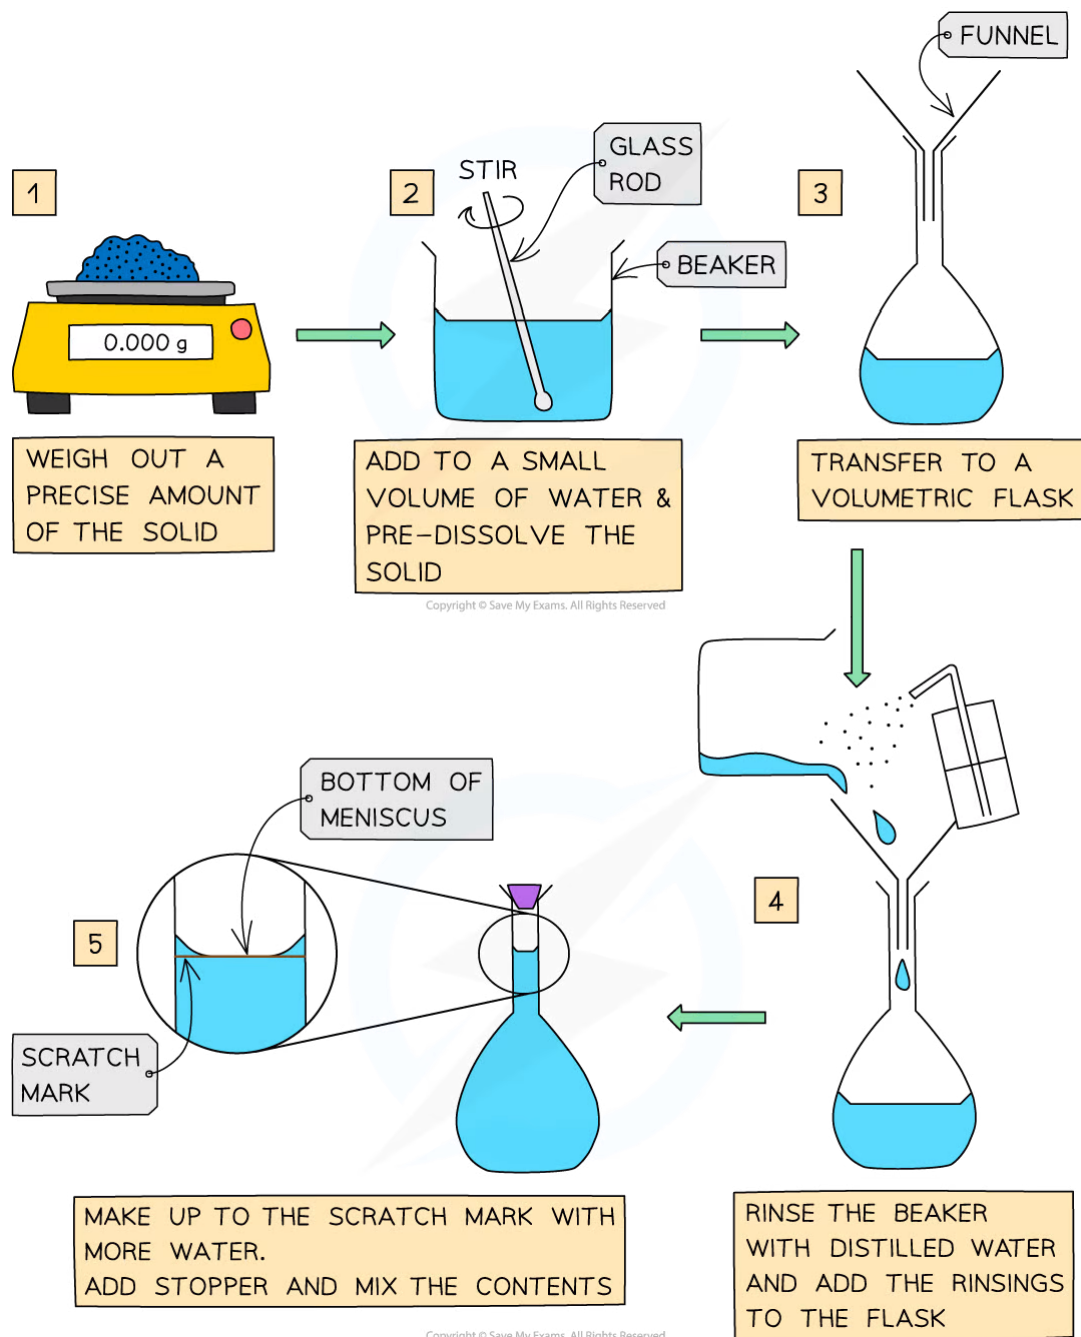 FUNNEL
1
0.000 g
WEIGH OUT A
PRECISE AMOUNT
OF THE SOLID
2
STIR
GLASS
ROD
BEAKER
ADD TO A SMALL
VOLUME OF WATER &
PRE-DISSOLVE THE
SOLID
3
TRANSFER TO A
VOLUMETRIC FLASK
Copyright © Save My Exams. All Rights Reserved
4
RINSE THE BEAKER
WITH DISTILLED WATER
AND ADD THE RINSINGS
TO THE FLASK
5
BOTTOM OF
MENISCUS
SCRATCH
MARK
MAKE UP TO THE SCRATCH MARK WITH
MORE WATER.
ADD STOPPER AND MIX THE CONTENTS
Copyright © Save My Exams. All Rights Reserved